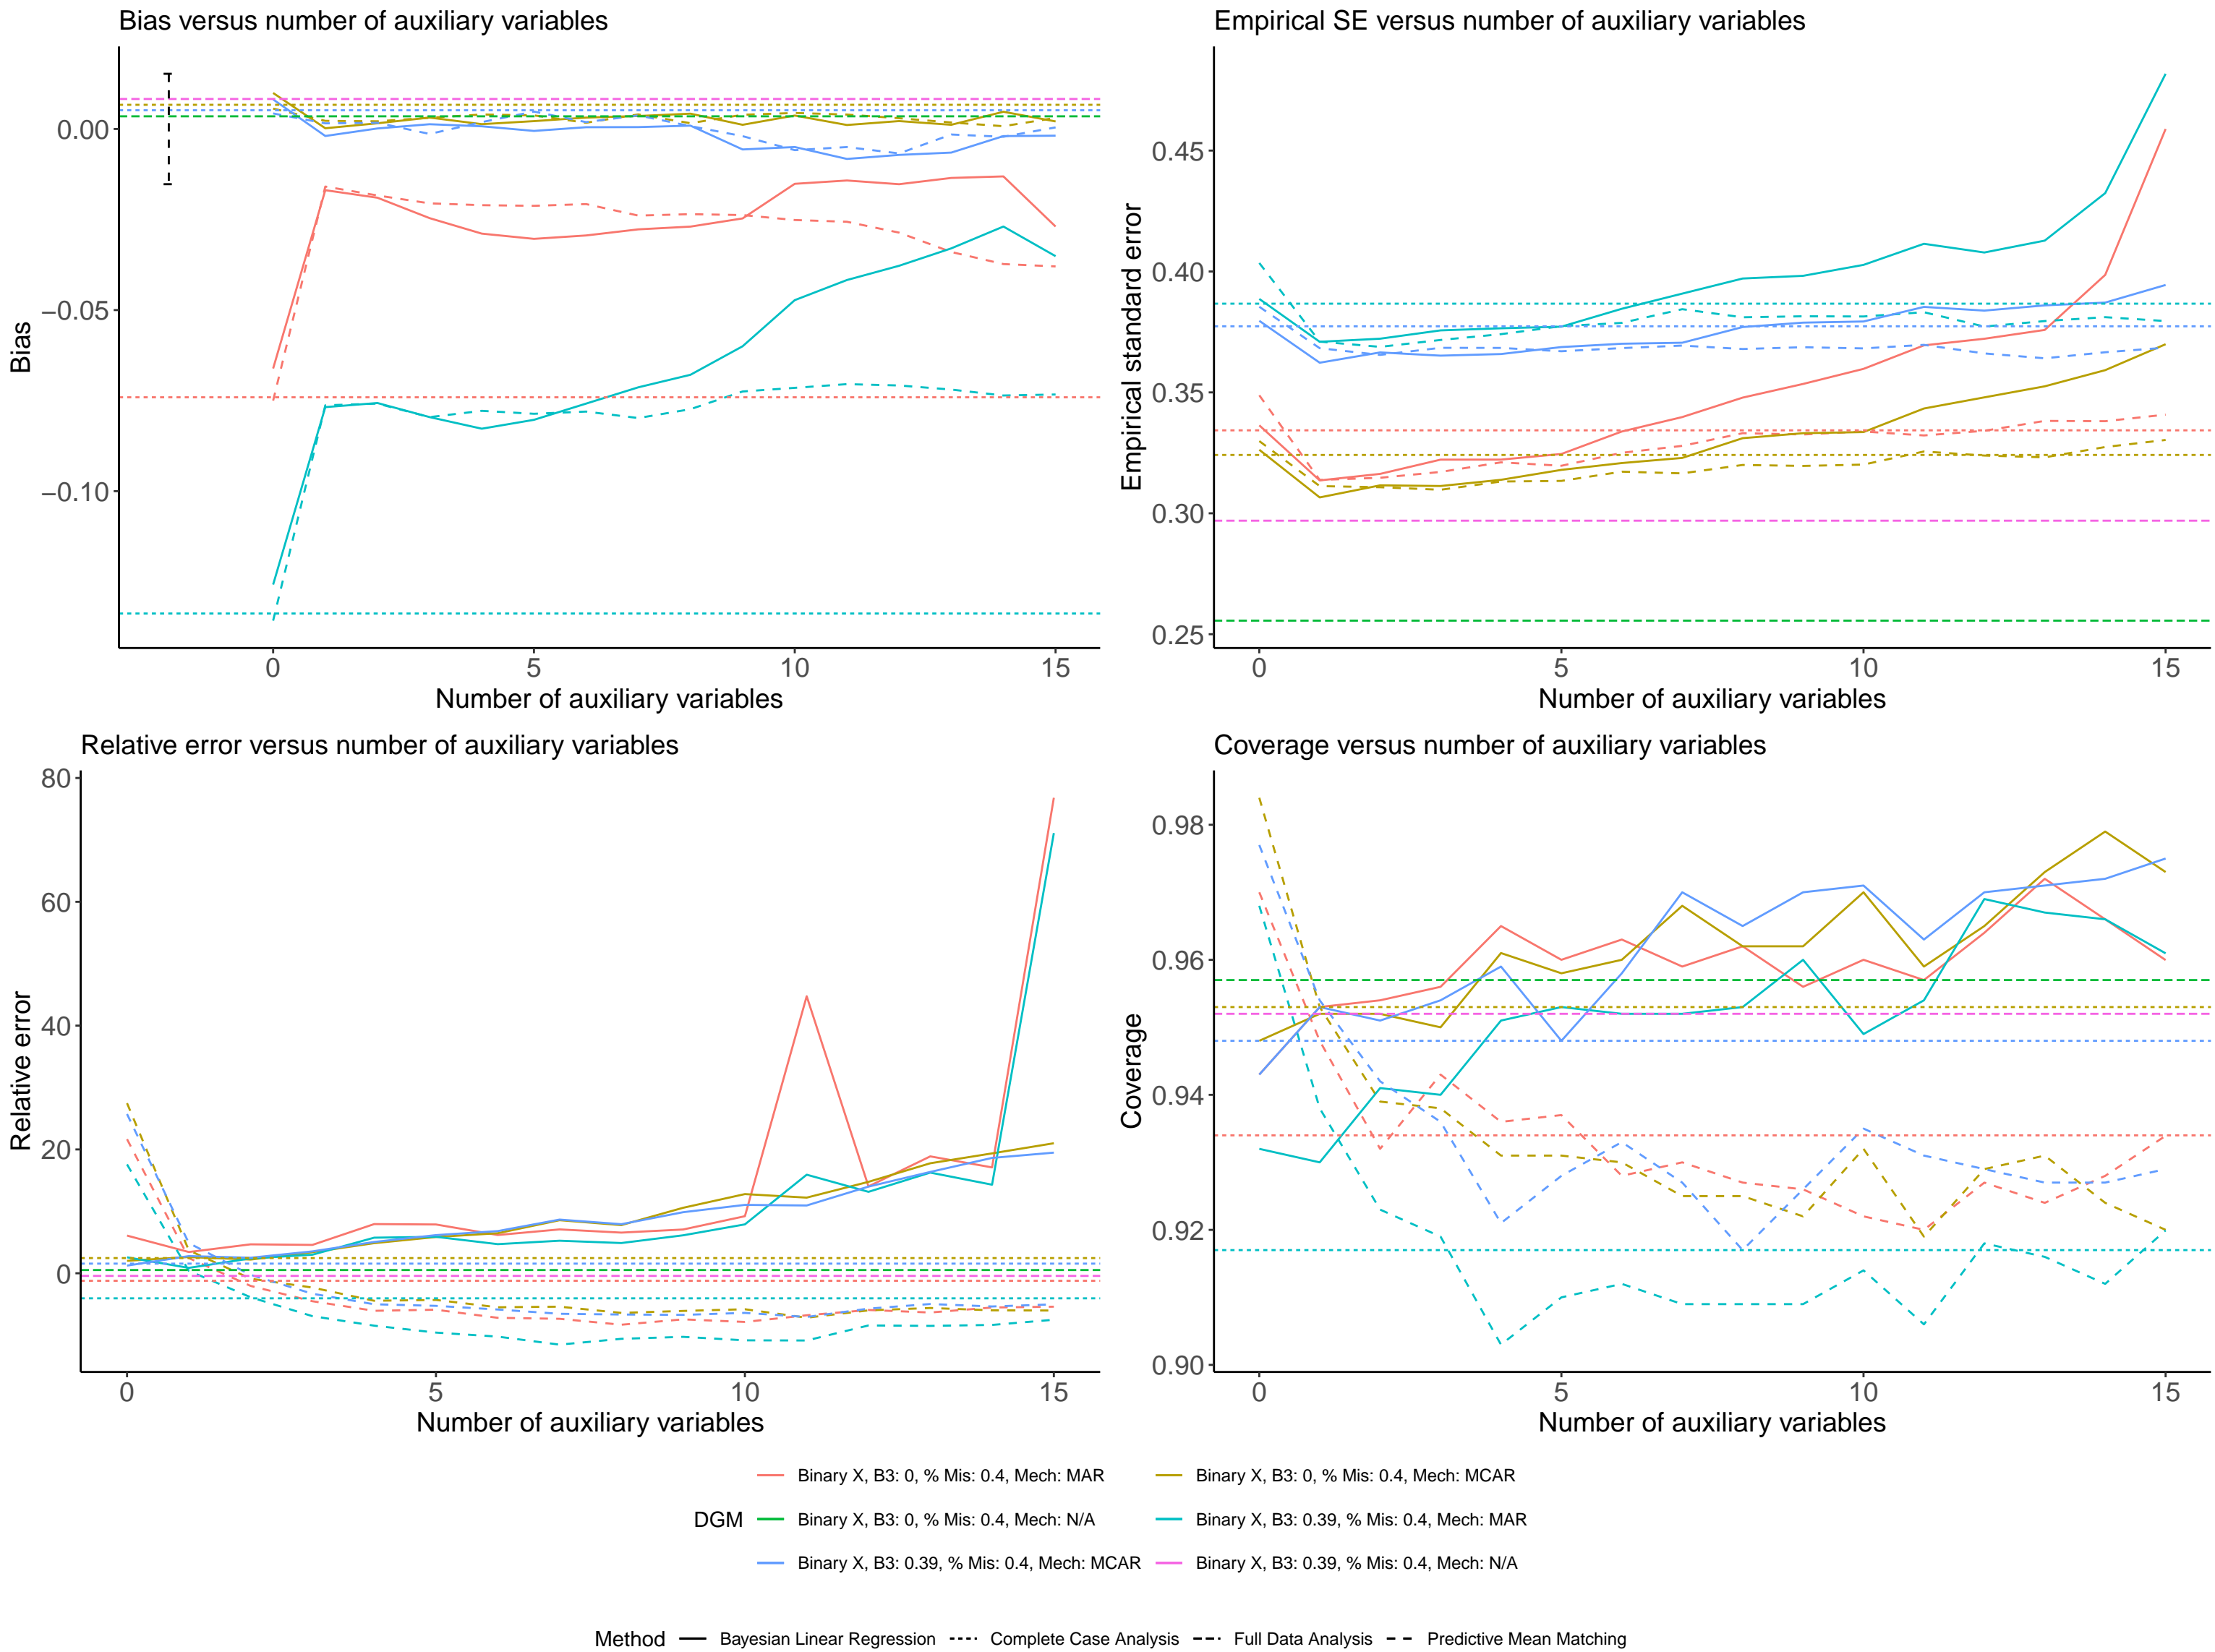 Bias versus number of auxiliary variables
Bias
0.00
−0.05
−0.10
0 5 10 15
Number of auxiliary variables
Empirical SE versus number of auxiliary variables
Empirical standard error
0.45
0.40
0.35
0.30
0.25
0 5 10 15
Number of auxiliary variables
Relative error versus number of auxiliary variables
Relative error
80
60
40
20
0
0 5 10 15
Number of auxiliary variables
Coverage versus number of auxiliary variables
Coverage
0.98
0.96
0.94
0.92
0.90
0 5 10 15
Number of auxiliary variables
DGM
Binary X, B3: 0, % Mis: 0.4, Mech: MAR
Binary X, B3: 0, % Mis: 0.4, Mech: MCAR
Binary X, B3: 0, % Mis: 0.4, Mech: N/A
Binary X, B3: 0.39, % Mis: 0.4, Mech: MAR
Binary X, B3: 0.39, % Mis: 0.4, Mech: MCAR
Binary X, B3: 0.39, % Mis: 0.4, Mech: N/A
Method Bayesian Linear Regression Complete Case Analysis Full Data Analysis Predictive Mean Matching